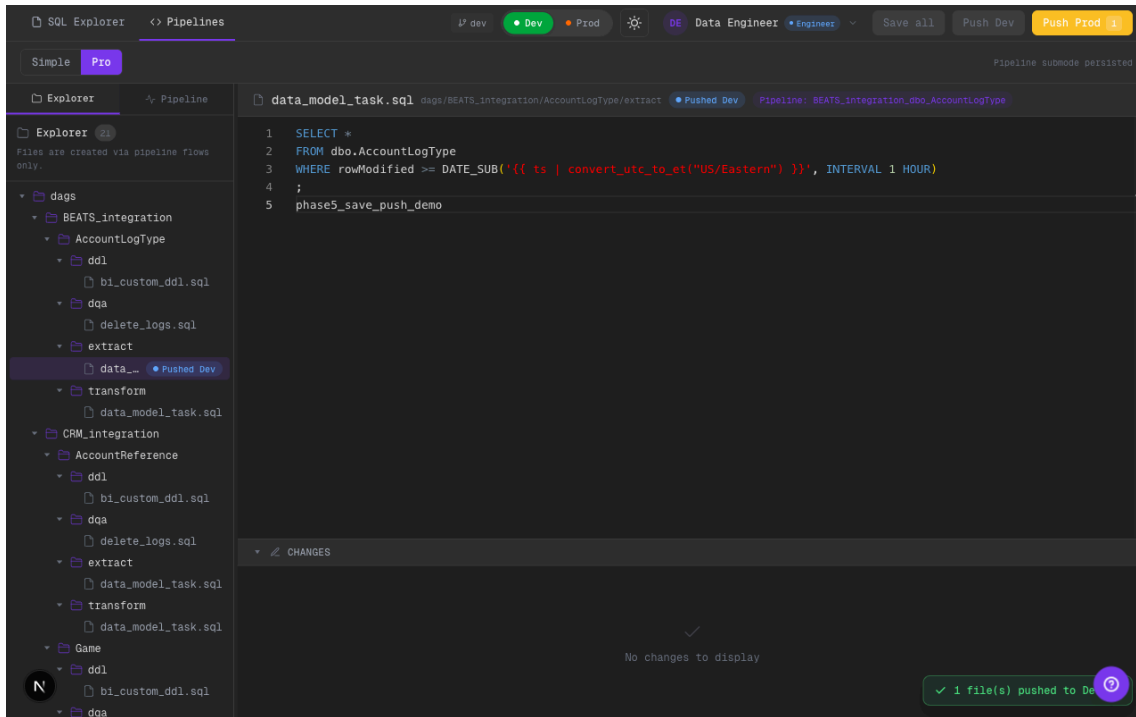 SQL Explorer
<> Pipelines
dev
Dev
Prod
DE
Data Engineer
Engineer
Save all
Push Dev
Push Prod 1
Simple
Pro
Pipeline submode persisted
Explorer
Pipeline
Explorer 21
Files are created via pipeline flows
only.
dags
BEATS_integration
AccountLogType
ddl
bi_custom_ddl.sql
dqa
delete_logs.sql
extract
data_… Pushed Dev
transform
data_model_task.sql
CRM_integration
AccountReference
ddl
bi_custom_ddl.sql
dqa
delete_logs.sql
extract
data_model_task.sql
transform
data_model_task.sql
Game
ddl
bi_custom_ddl.sql
dqa
N
data_model_task.sql dags/BEATS_integration/AccountLogType/extract Pushed Dev Pipeline: BEATS_integration_dbo_AccountLogType
1 SELECT *
2 FROM dbo.AccountLogType
3 WHERE rowModified >= DATE_SUB('{{ ts | convert_utc_to_et("US/Eastern") }}', INTERVAL 1 HOUR)
4 ;
5 phase5_save_push_demo
CHANGES
No changes to display
1 file(s) pushed to De
?